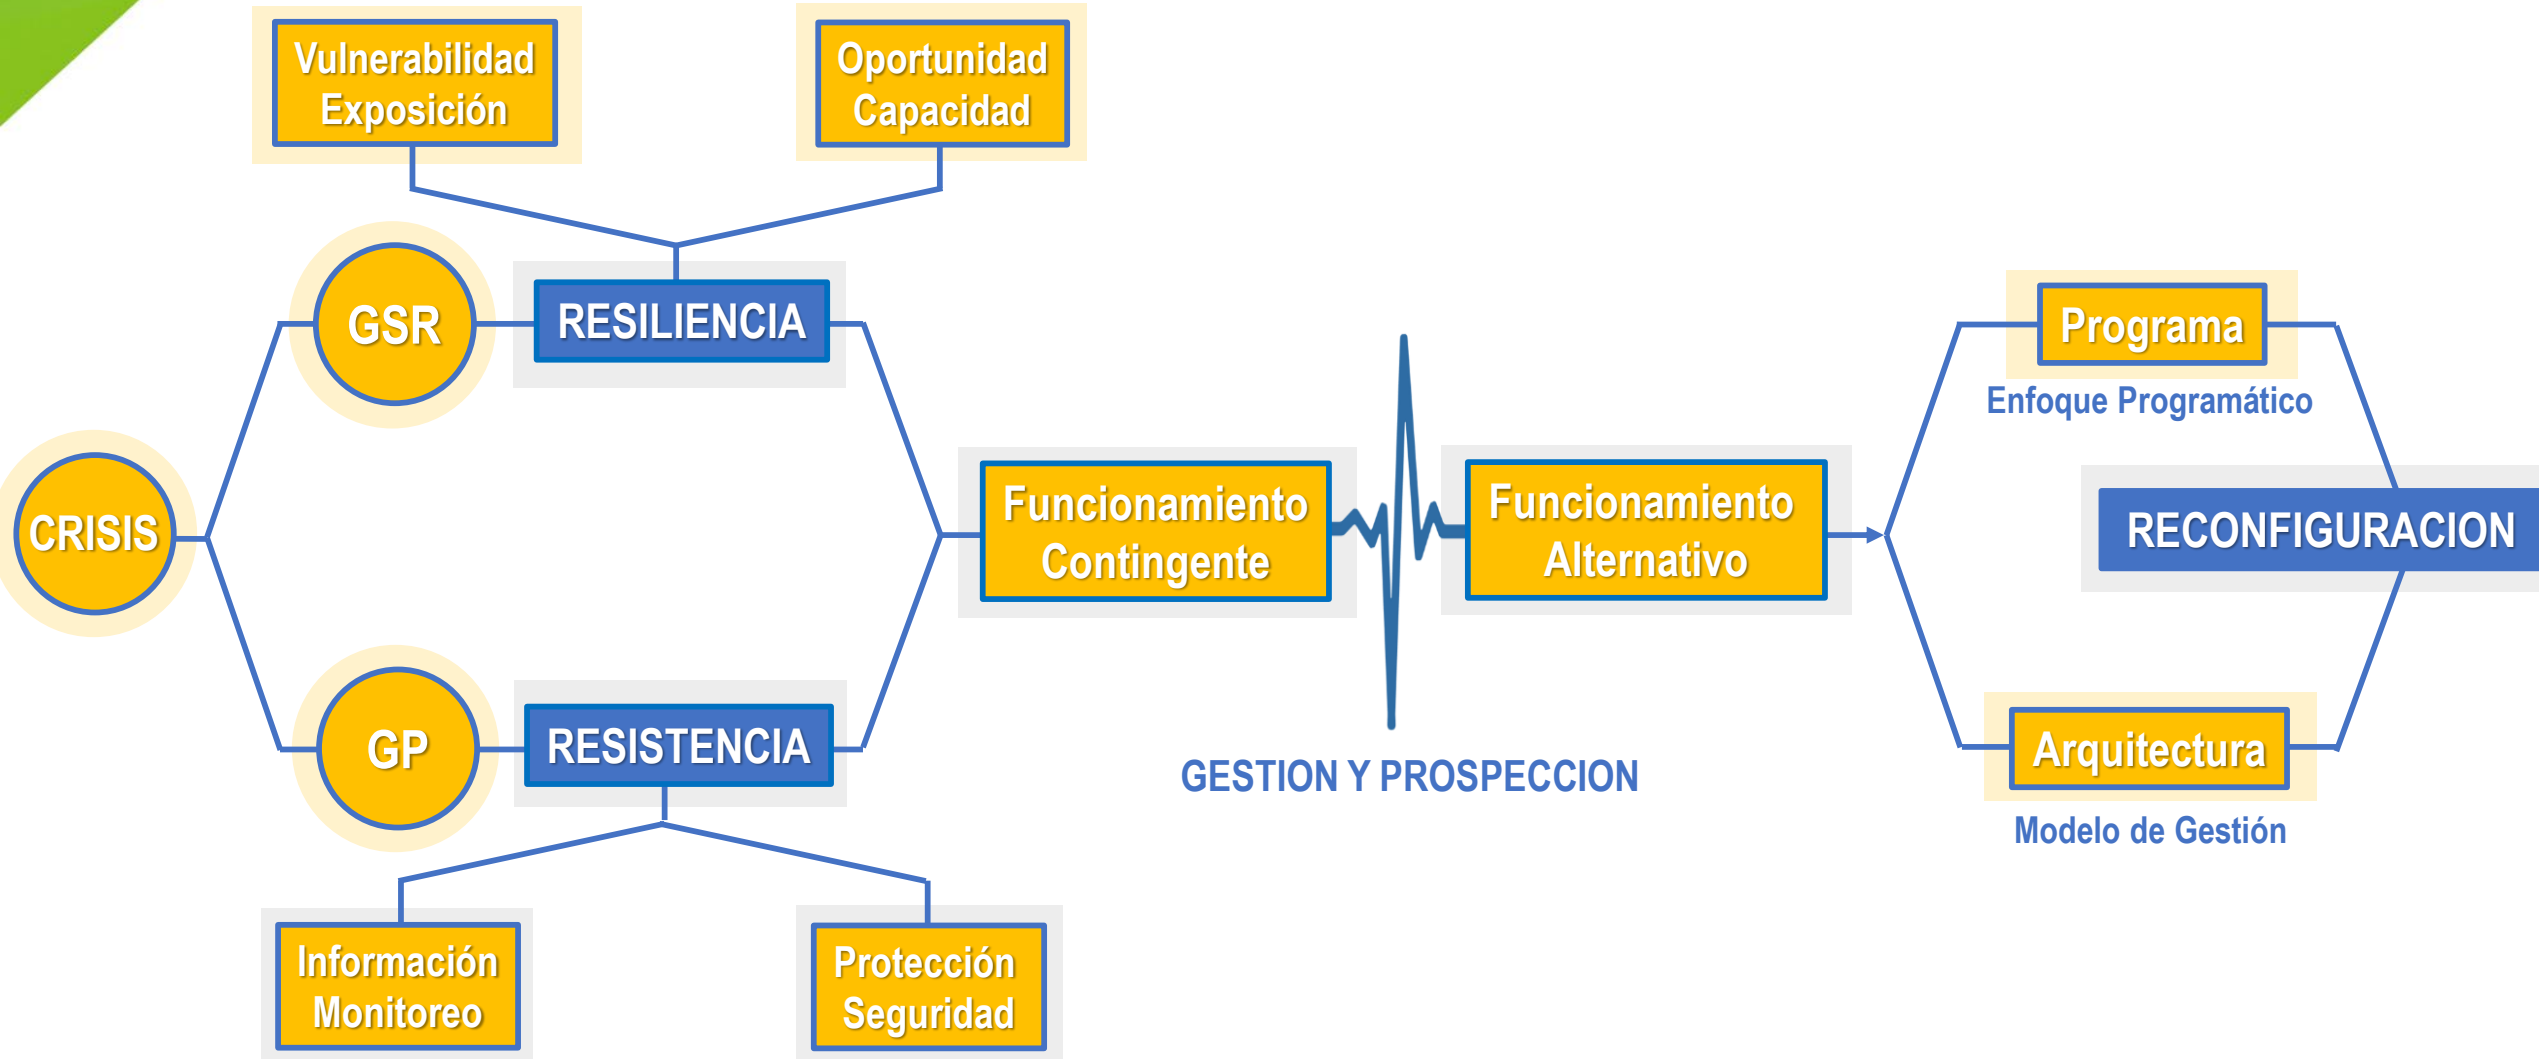 Vulnerabilidad
Exposición
Oportunidad
Capacidad
GSR
RESILIENCIA
CRISIS
GP
RESISTENCIA
Información
Monitoreo
Protección
Seguridad
Funcionamiento
Contingente
GESTION Y PROSPECCION
Funcionamiento
Alternativo
Programa
Enfoque Programático
RECONFIGURACION
Arquitectura
Modelo de Gestión